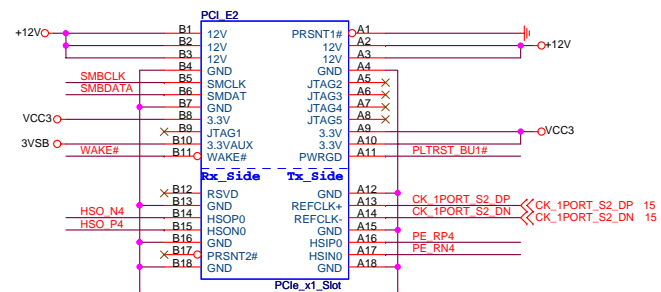 PCI_E2
+12V B1 12V PRSNT1# A1
B2 12V 12V A2 +12V
B3 12V 12V A3
B4 GND GND A4
SMBCLK B5 SMCLK JTAG2 A5
SMBDATA B6 SMDAT JTAG3 A6
B7 GND JTAG4 A7
VCC3 B8 3.3V JTAG5 A8
B9 JTAG1 3.3V A9 VCC3
3VSB B10 3.3VAUX 3.3V A10
WAKE# B11 WAKE# PWRGD A11 PLTRST_BU1#
Rx_Side Tx_Side
B12 RSVD GND A12
B13 GND REFCLK+ A13 CK_1PORT_S2_DP CK_1PORT_S2_DP 15
HSO_N4 B14 HSOP0 REFCLK- A14 CK_1PORT_S2_DN CK_1PORT_S2_DN 15
HSO_P4 B15 HSON0 GND A15
B16 GND HSIP0 A16 PE_RP4
B17 PRSNT2# HSIN0 A17 PE_RN4
B18 GND GND A18
PCIe_x1_Slot